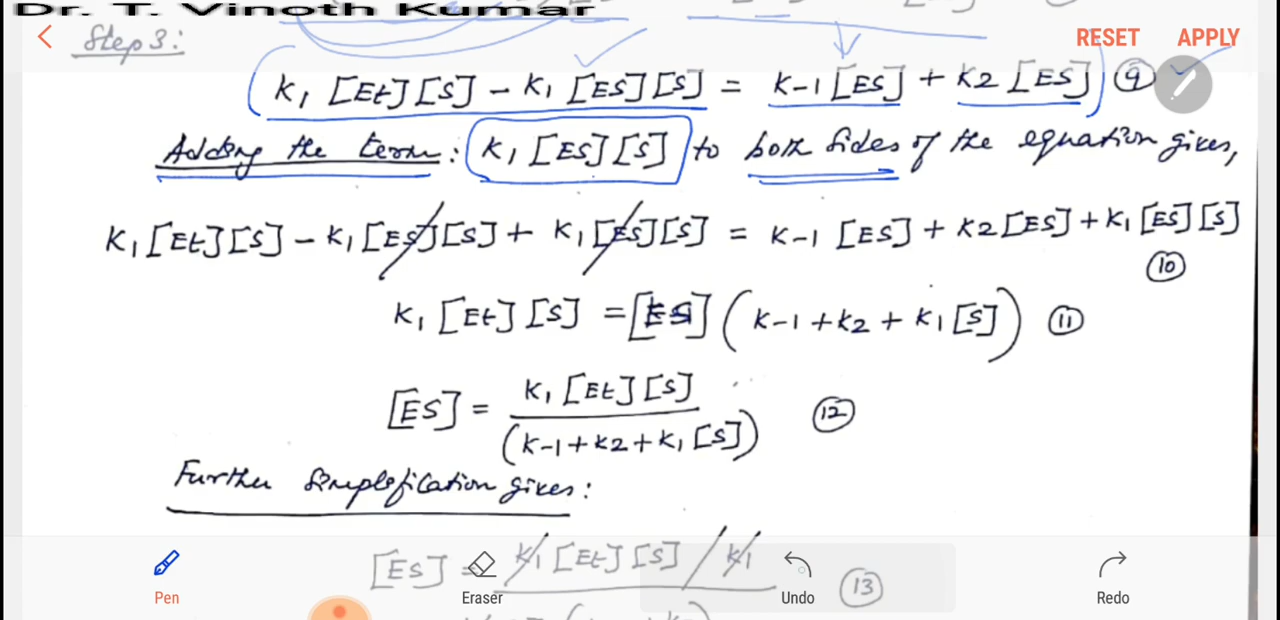 Dr. T. Vinoth Kumar
Step 3:
RESET APPLY
K1 [Et][S] - K1 [ES][S] = K-1 [ES] + K2 [ES] 9
Adding the term: K1 [ES][S] to both sides of the equation gives,
K1 [Et][S] - K1 [ES][S] + K1 [ES][S] = K-1 [ES] + K2 [ES] + K1 [ES][S]
10
K1 [Et][S] = [ES] (K-1 + K2 + K1 [S]) 11
[ES] = K1 [Et][S] / (K-1 + K2 + K1 [S]) 12
Further Simplification gives:
[ES] = K1 [Et][S] / K1 13
Pen Eraser Undo Redo